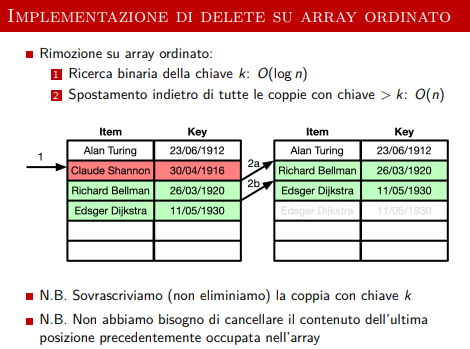 Implementazione di delete su array ordinato
Rimozione su array ordinato:
1 Ricerca binaria della chiave k: O(log n)
2 Spostamento indietro di tutte le coppie con chiave > k: O(n)
Item Key Item Key
1 Alan Turing 23/06/1912 Alan Turing 23/06/1912
Claude Shannon 30/04/1916 2a Richard Bellman 26/03/1920
Richard Bellman 26/03/1920 2b Edsger Dijkstra 11/05/1930
Edsger Dijkstra 11/05/1930 Edsger Dijkstra 11/05/1930
N.B. Sovrascriviamo (non eliminiamo) la coppia con chiave k
N.B. Non abbiamo bisogno di cancellare il contenuto dell'ultima
posizione precedentemente occupata nell'array